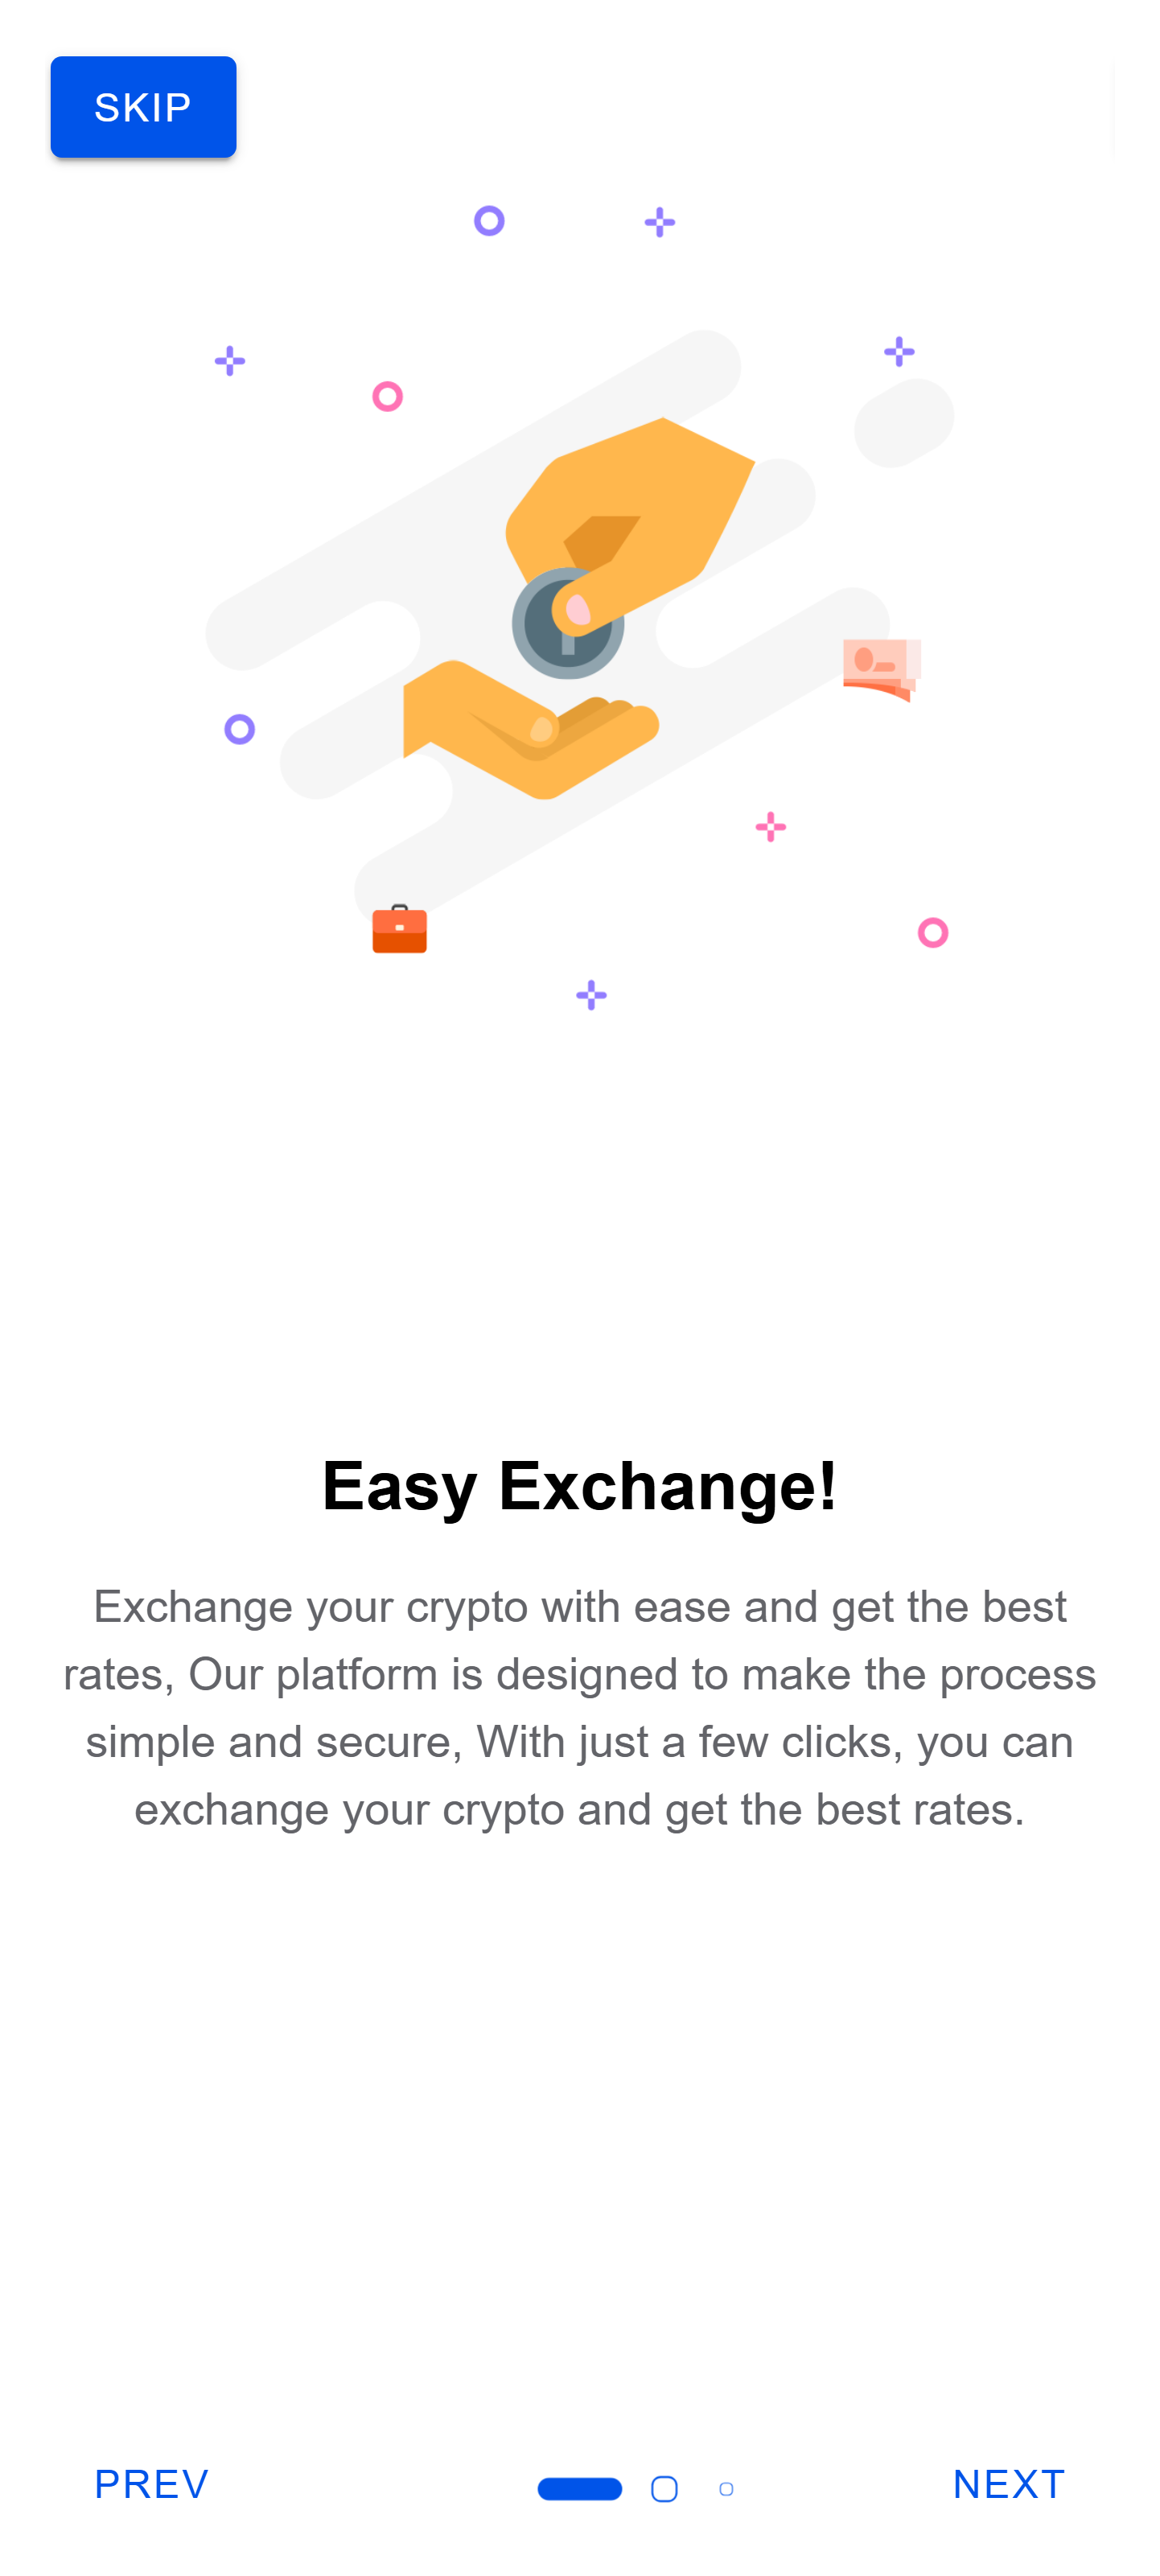 SKIP
Easy Exchange!
Exchange your crypto with ease and get the best
rates, Our platform is designed to make the process
simple and secure, With just a few clicks, you can
exchange your crypto and get the best rates.
PREV
NEXT